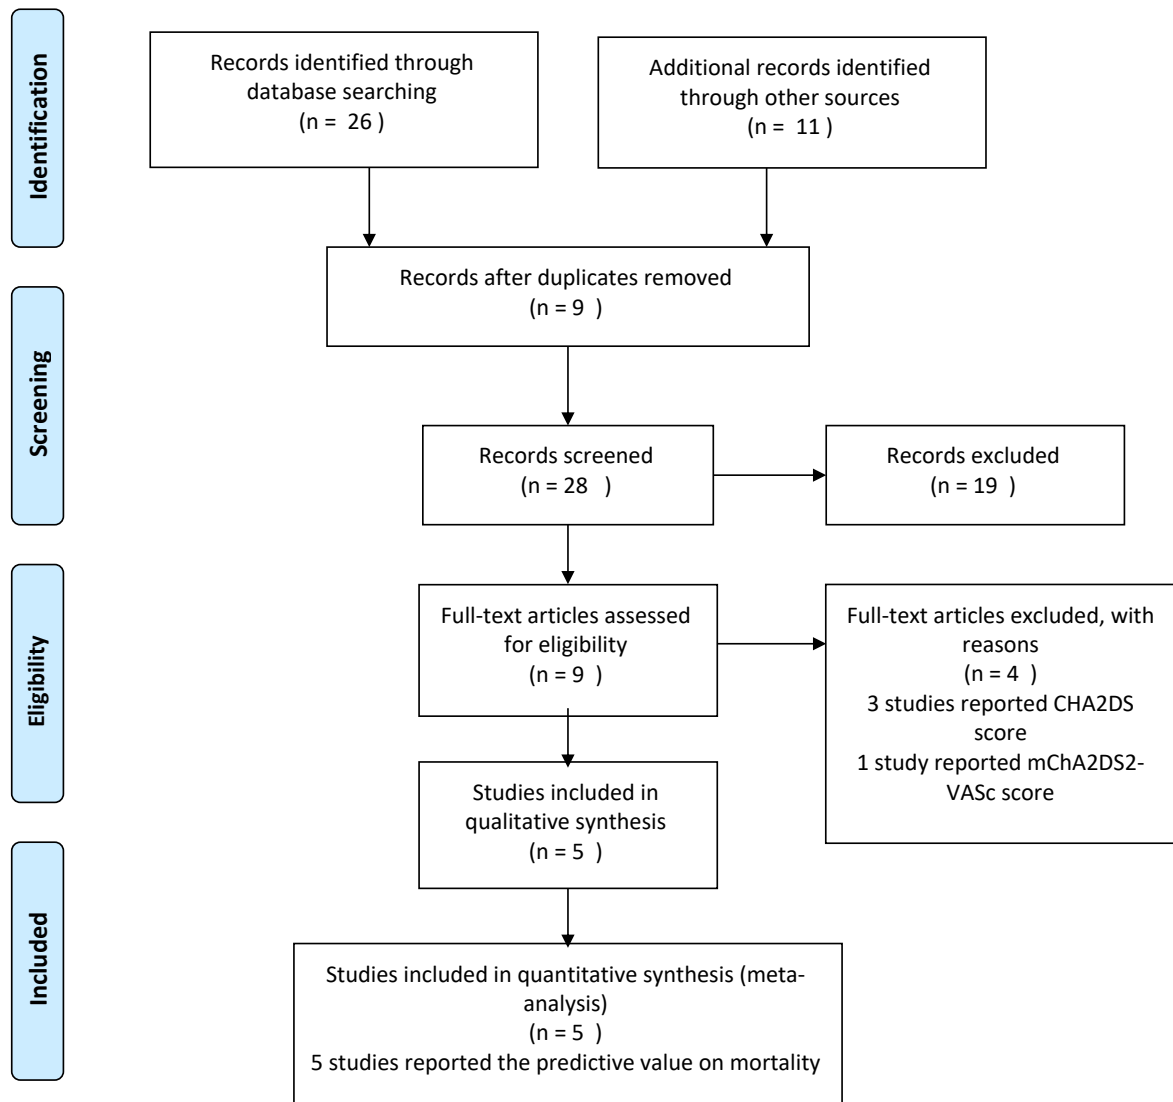 Identification
Records identified through
database searching
(n =  26 )
Additional records identified
through other sources
(n =  11 )
Screening
Records after duplicates removed
(n = 9  )
Records screened
(n = 28   )
Records excluded
(n = 19  )
Eligibility
Full-text articles assessed
for eligibility
(n = 9  )
Full-text articles excluded, with
reasons
(n = 4  )
3 studies reported CHA2DS
score
1 study reported mChA2DS2-
VASc score
Studies included in
qualitative synthesis
(n = 5  )
Included
Studies included in quantitative synthesis (meta-
analysis)
(n = 5  )
5 studies reported the predictive value on mortality